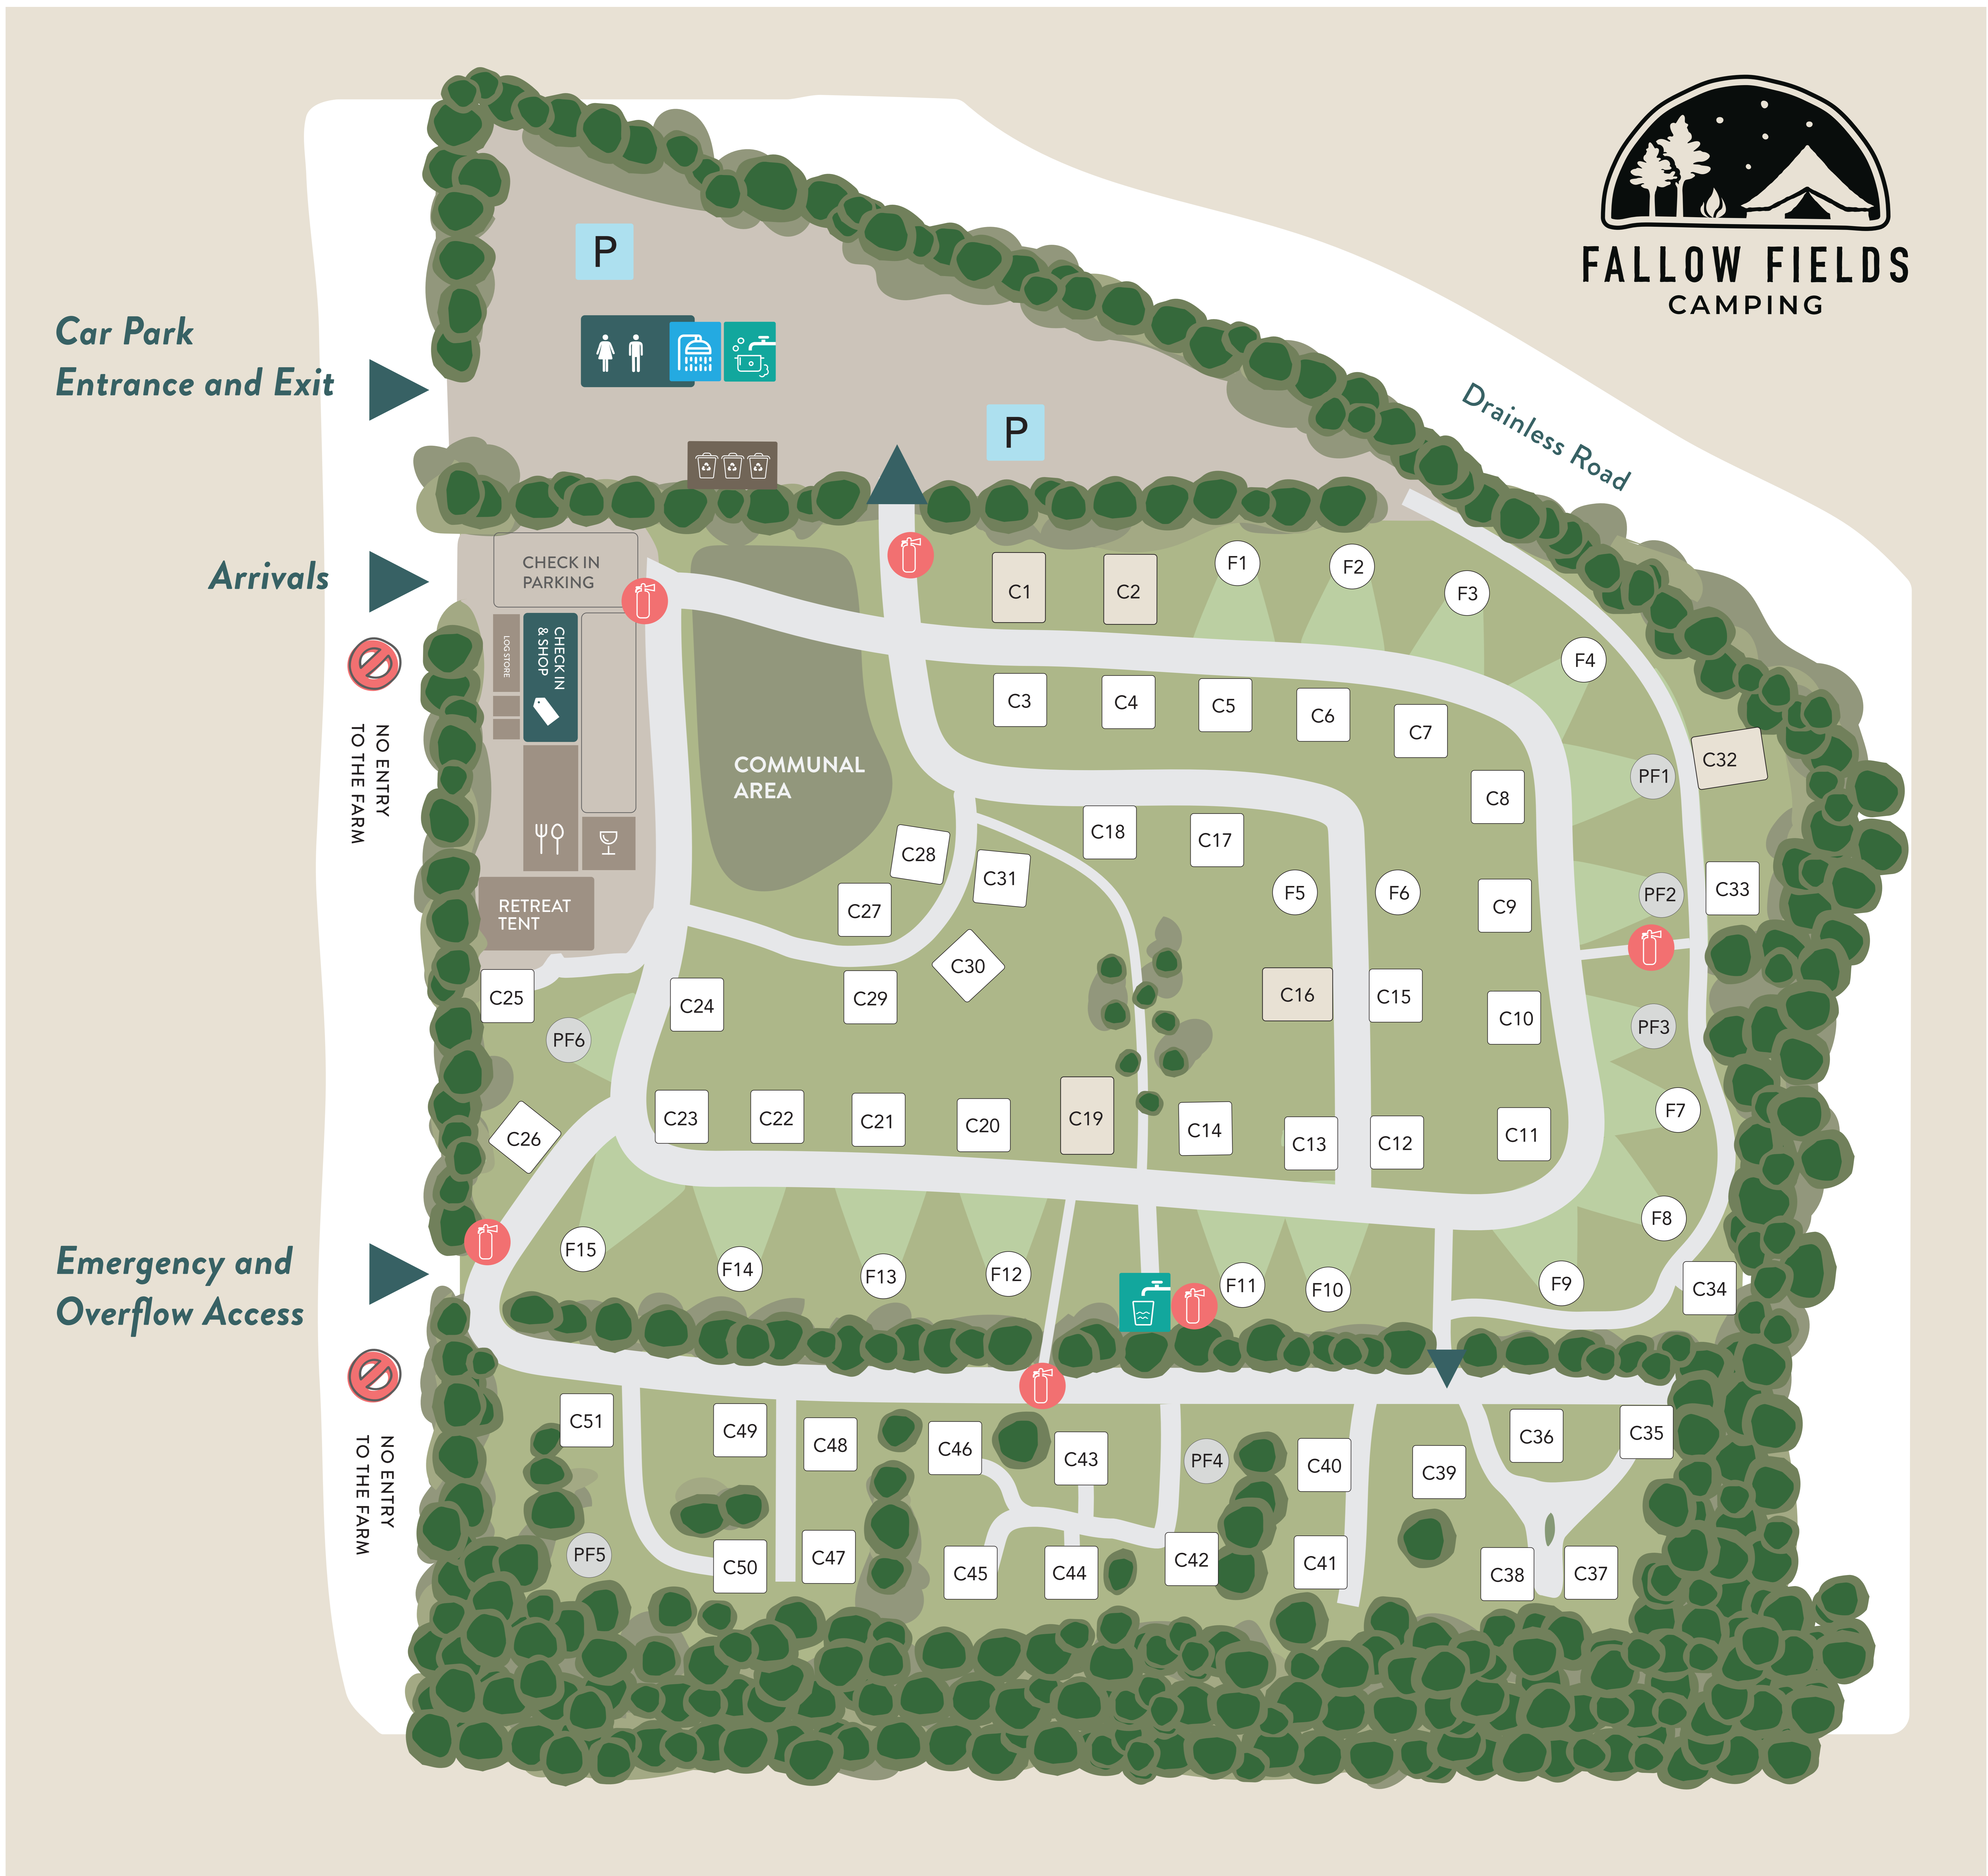 FALLOW FIELDS
CAMPING
Car Park
Entrance and Exit
P
P
Drainless Road
Arrivals
CHECK IN
PARKING
LOG STORE
CHECK IN
& SHOP
NO ENTRY
TO THE FARM
COMMUNAL
AREA
RETREAT
TENT
C1
C2
F1
F2
F3
F4
C3
C4
C5
C6
C7
C32
PF1
C8
C18
C17
C28
C31
C27
F5
F6
C9
PF2
C33
C30
C25
C24
C29
C16
C15
C10
PF3
PF6
C26
C23
C22
C21
C20
C19
C14
C13
C12
C11
F7
F8
Emergency and
Overflow Access
F15
F14
F13
F12
F11
F10
F9
C34
NO ENTRY
TO THE FARM
C51
C49
C48
C46
C43
PF4
C40
C39
C36
C35
PF5
C50
C47
C45
C44
C42
C41
C38
C37